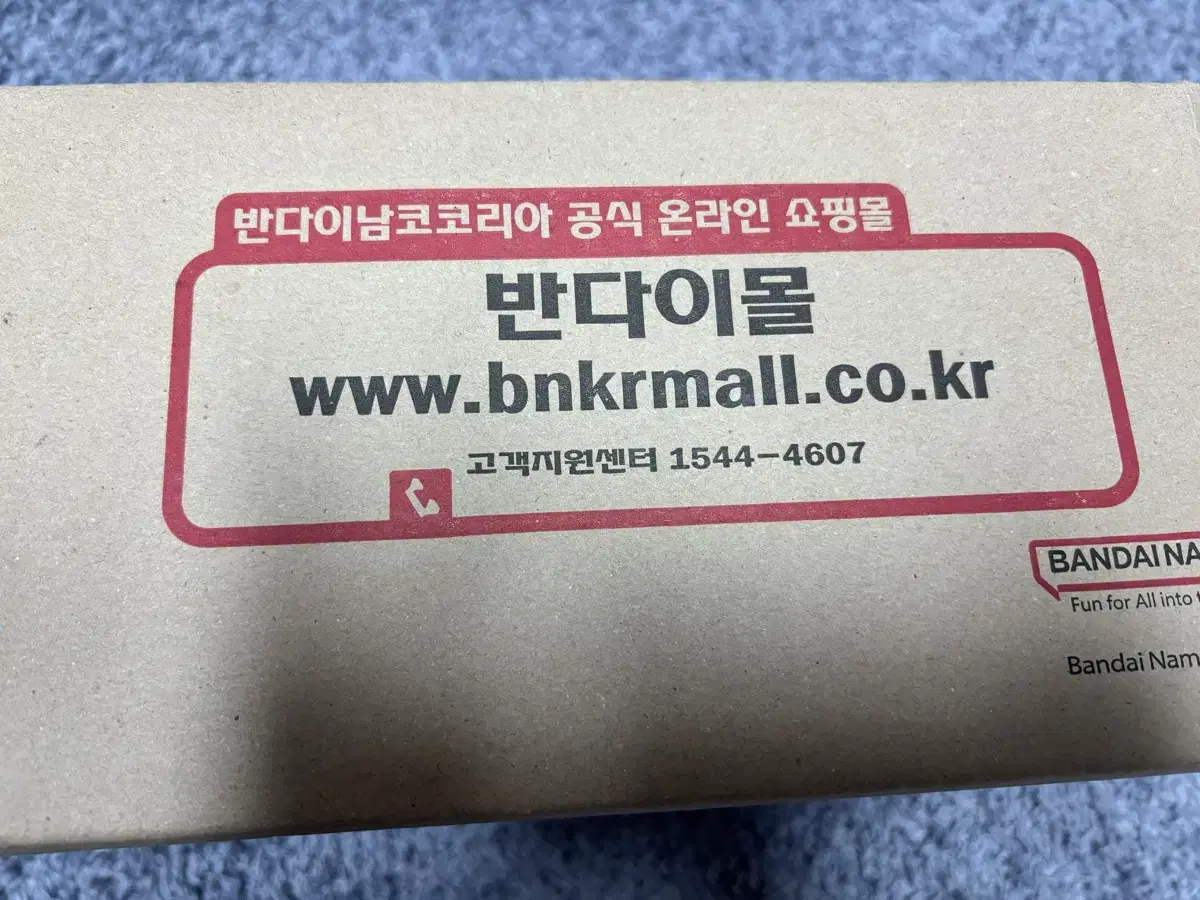 반다이남코코리아 공식 온라인 쇼핑몰
반다이몰
www.bnkrmall.co.kr
고객지원센터 1544-4607
BANDAI NA
Fun for All into
Bandai Nam